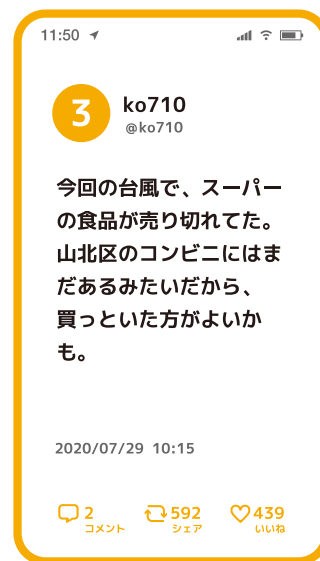 11:50
3
ko710
@ko710
今回の台風で、スーパー
の食品が売り切れてた。
山北区のコンビニにはま
だあるみたいだから、
買っといた方がよいか
も。
2020/07/29 10:15
2 592 439
コメント シェア いいね